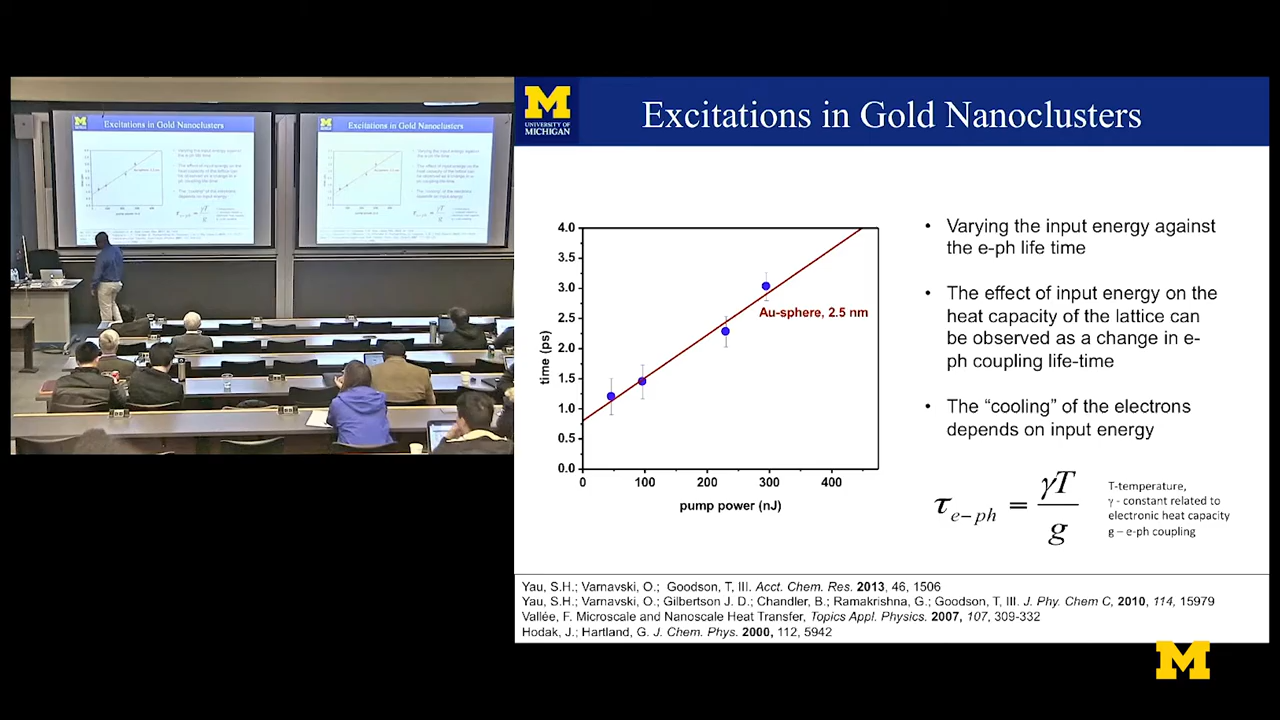 Excitations in Gold Nanoclusters
Excitations in Gold Nanoclusters
M
UNIVERSITY OF
MICHIGAN
Excitations in Gold Nanoclusters
4.0
3.5
3.0
2.5
2.0
1.5
1.0
0.5
0.0
time (ps)
Au-sphere, 2.5 nm
0 100 200 300 400
pump power (nJ)
• Varying the input energy against
the e-ph life time
• The effect of input energy on the
heat capacity of the lattice can
be observed as a change in e-
ph coupling life-time
• The “cooling” of the electrons
depends on input energy
τe−ph = γT / g
T-temperature,
γ - constant related to
electronic heat capacity
g – e-ph coupling
Yau, S.H.; Varnavski, O.; Goodson, T, III. Acct. Chem. Res. 2013, 46, 1506
Yau, S.H.; Varnavski, O.; Gilbertson J. D.; Chandler, B.; Ramakrishna, G.; Goodson, T, III. J. Phy. Chem C, 2010, 114, 15979
Vallée, F. Microscale and Nanoscale Heat Transfer, Topics Appl. Physics. 2007, 107, 309-332
Hodak, J.; Hartland, G. J. Chem. Phys. 2000, 112, 5942
M